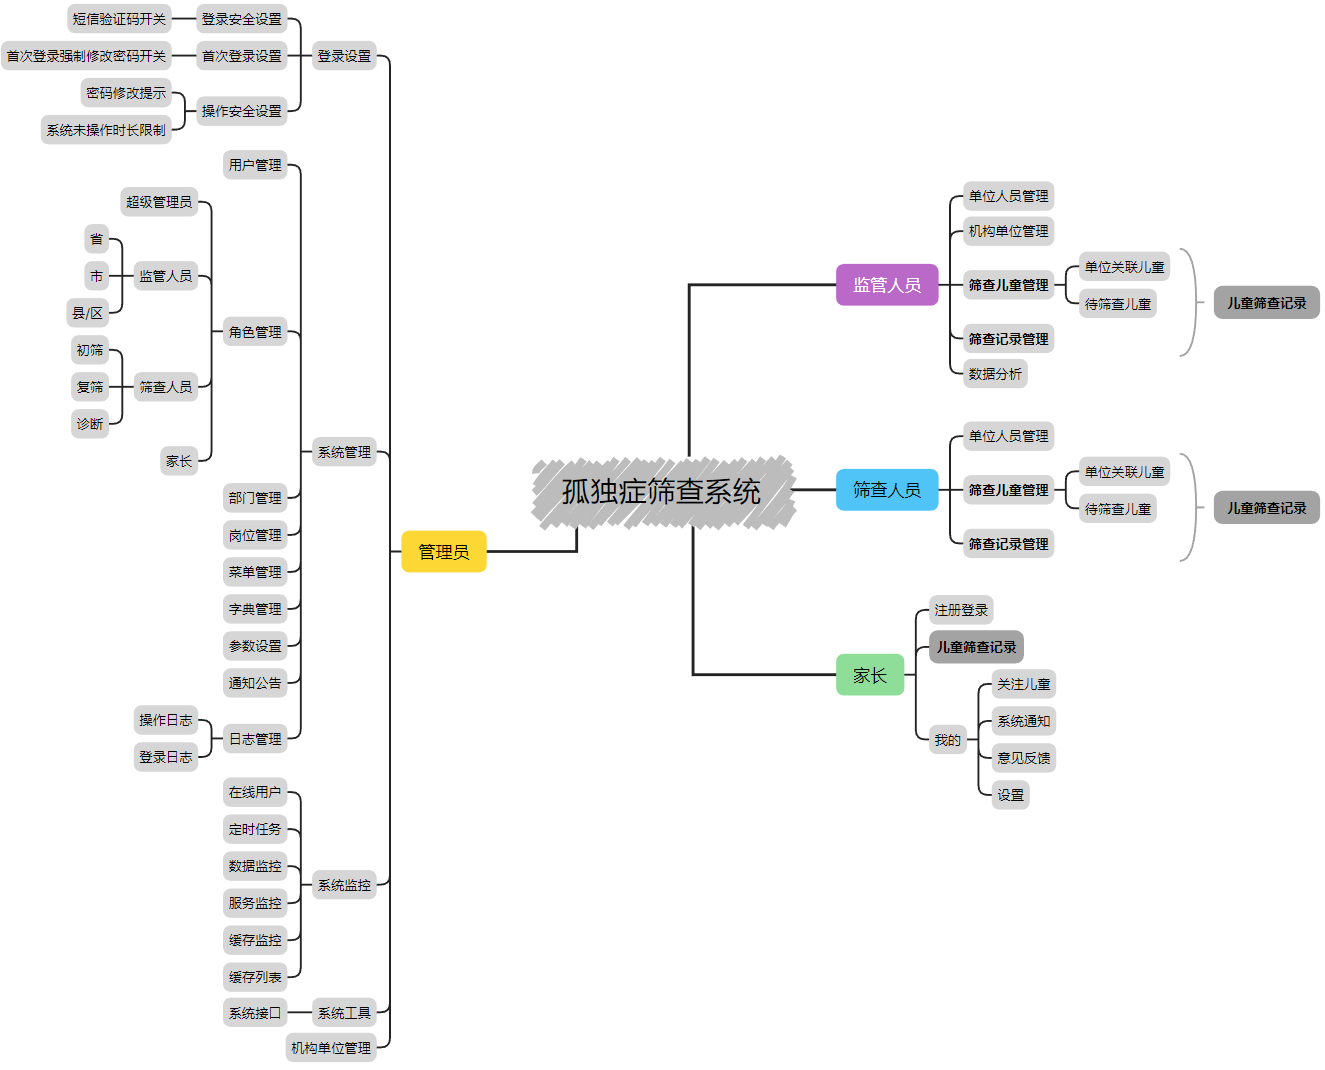 孤独症筛查系统
管理员
登录设置
登录安全设置
短信验证码开关
首次登录设置
首次登录强制修改密码开关
操作安全设置
密码修改提示
系统未操作时长限制
系统管理
用户管理
角色管理
超级管理员
监管人员
省
市
县/区
筛查人员
初筛
复筛
诊断
家长
部门管理
岗位管理
菜单管理
字典管理
参数设置
通知公告
日志管理
操作日志
登录日志
系统监控
在线用户
定时任务
数据监控
服务监控
缓存监控
缓存列表
系统工具
系统接口
机构单位管理
监管人员
单位人员管理
机构单位管理
筛查儿童管理
单位关联儿童
待筛查儿童
儿童筛查记录
筛查记录管理
数据分析
筛查人员
单位人员管理
筛查儿童管理
单位关联儿童
待筛查儿童
儿童筛查记录
筛查记录管理
家长
注册登录
儿童筛查记录
我的
关注儿童
系统通知
意见反馈
设置